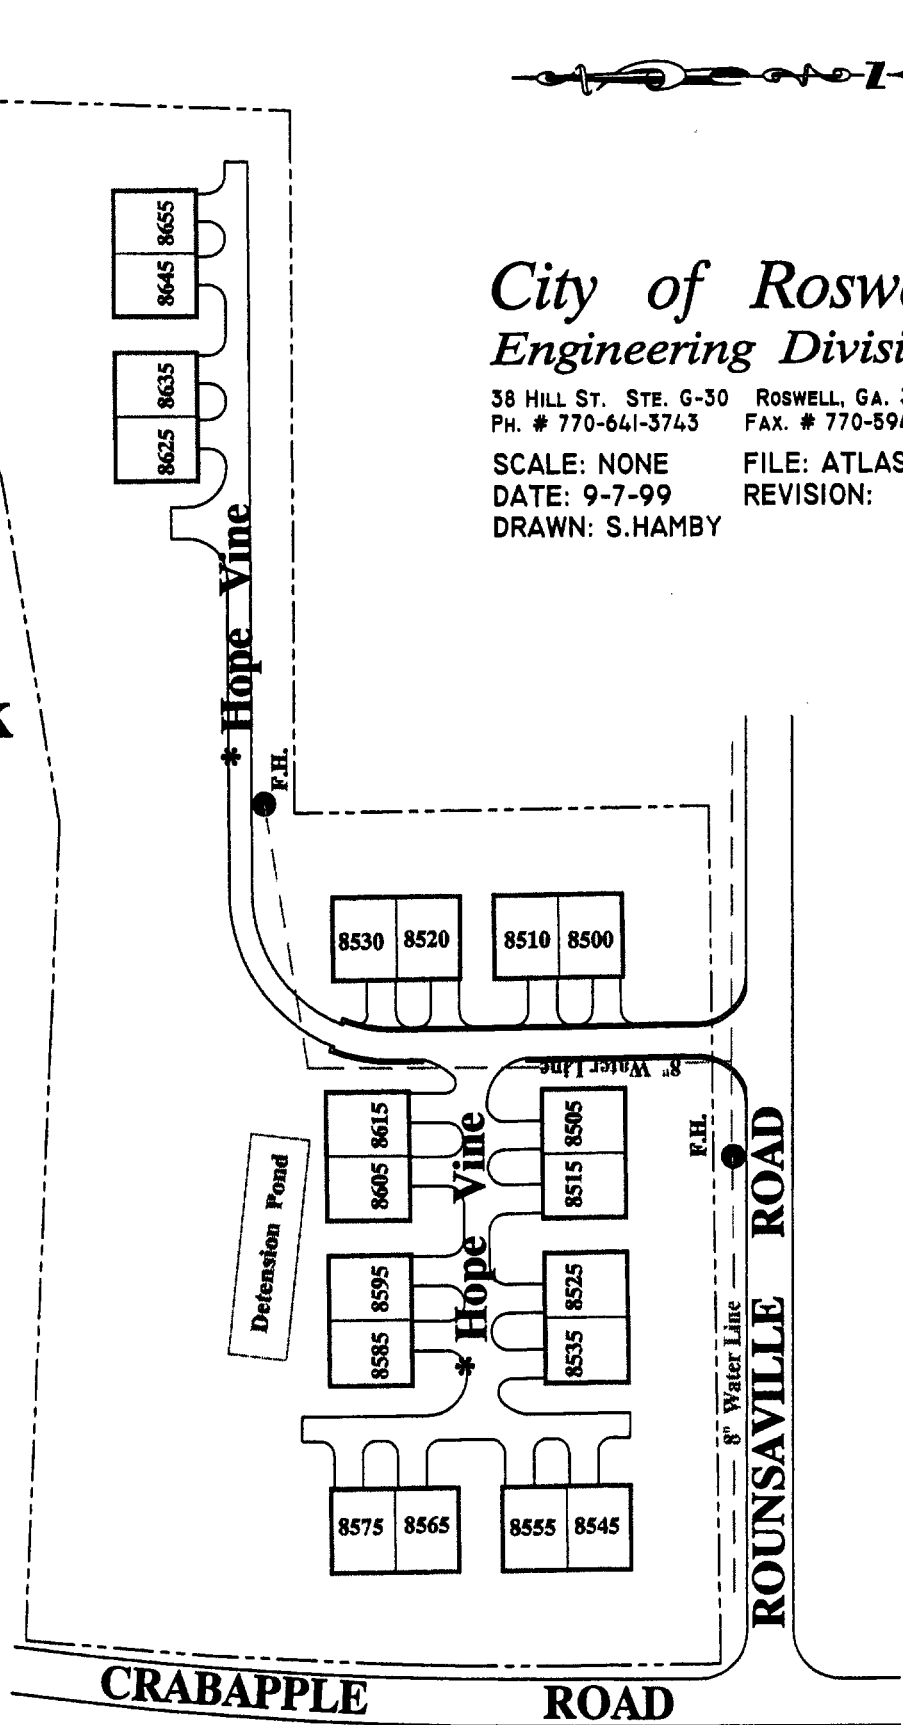 Z
City of Rosw
Engineering Divisi
38 HILL ST. STE. G-30 ROSWELL, GA.
PH. # 770-641-3743 FAX. # 770-594
SCALE: NONE FILE: ATLAS
DATE: 9-7-99 REVISION:
DRAWN: S.HAMBY
8655
8645
8635
8625
* Hope Vine
K
F.H.
8530 8520 8510 8500
8" Water Line
8615
8605
8505
8515
* Hope Vine
F.H.
Detension Pond
8595
8585
8525
8535
8" Water Line
ROUNSAVILLE ROAD
8575 8565 8555 8545
CRABAPPLE ROAD